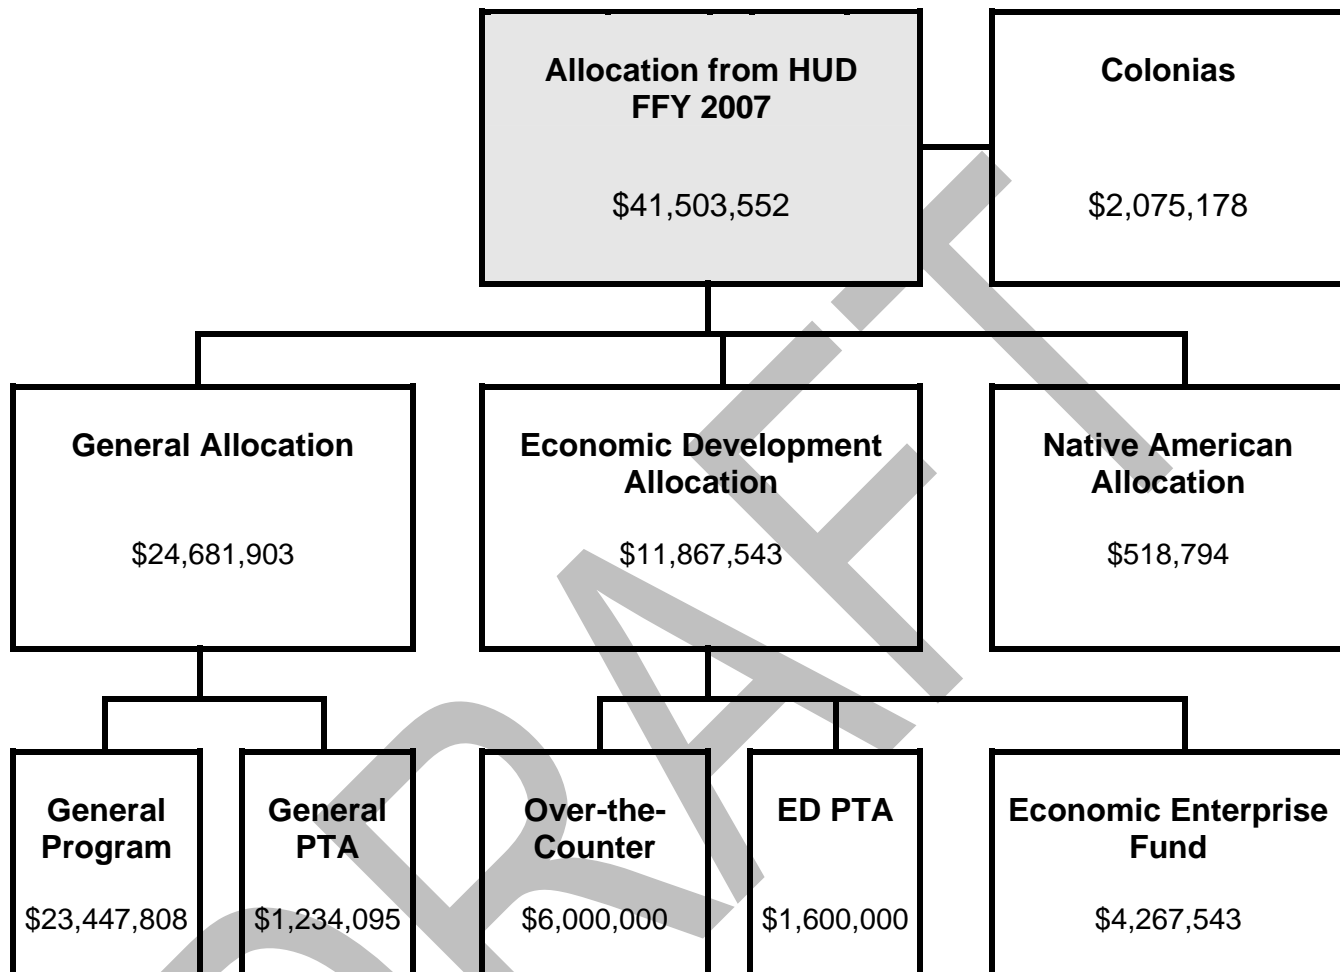 Allocation from HUD
FFY 2007
$41,503,552
Colonias
$2,075,178
General Allocation
$24,681,903
Economic Development
Allocation
$11,867,543
Native American
Allocation
$518,794
General
Program
$23,447,808
General
PTA
$1,234,095
Over-the-
Counter
$6,000,000
ED PTA
$1,600,000
Economic Enterprise
Fund
$4,267,543
DRAFT